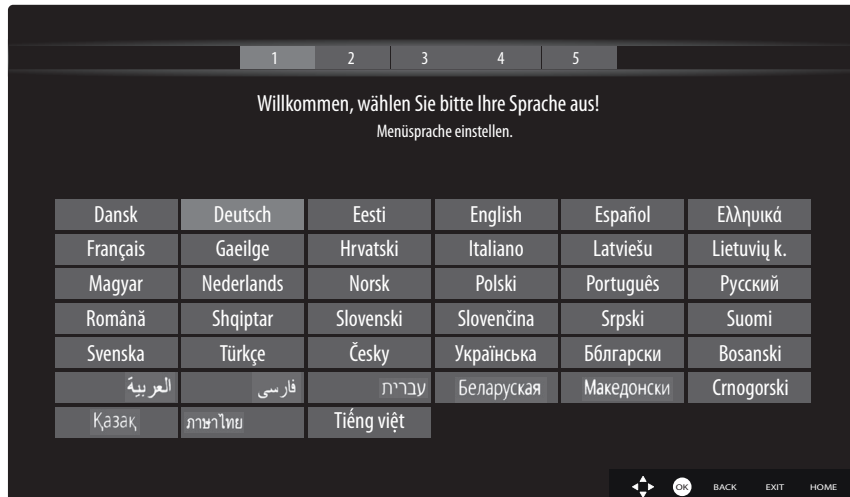 1 2 3 4 5
Willkommen, wählen Sie bitte Ihre Sprache aus!
Menüsprache einstellen.
Dansk Deutsch Eesti English Español Ελληυικά
Français Gaeilge Hrvatski Italiano Latviešu Lietuvių k.
Magyar Nederlands Norsk Polski Português Русский
Română Shqiptar Slovenski Slovenčina Srpski Suomi
Svenska Türkçe Česky Українська Бблгарски Bosanski
العربية فارسی עברית Беларуская Македонски Crnogorski
Қазақ ภาษาไทย Tiếng việt
OK BACK EXIT HOME